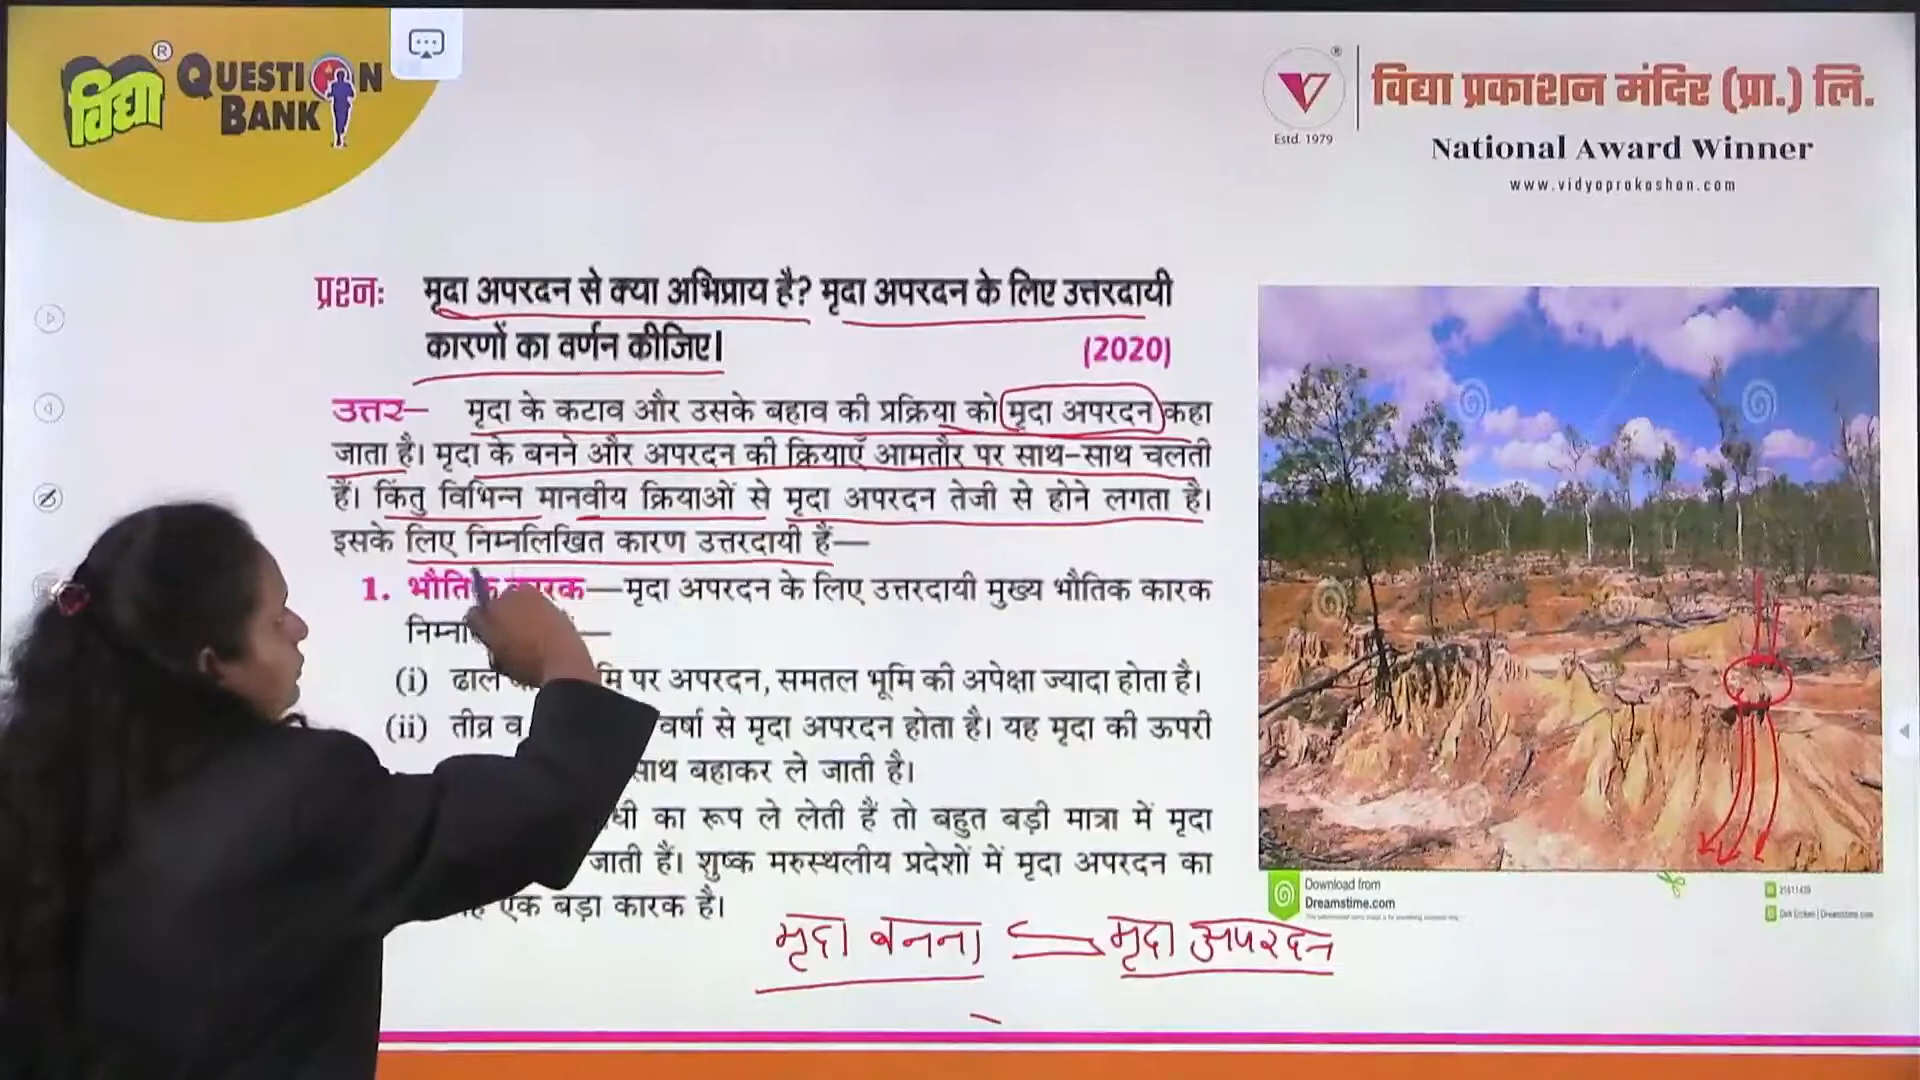 विद्या
®
QUESTION
BANK
®
Estd. 1979
विद्या प्रकाशन मंदिर (प्रा.) लि.
National Award Winner
www.vidyaprakashan.com
प्रश्नः मृदा अपरदन से क्या अभिप्राय है? मृदा अपरदन के लिए उत्तरदायी
कारणों का वर्णन कीजिए। (2020)
उत्तर— मृदा के कटाव और उसके बहाव की प्रक्रिया को मृदा अपरदन कहा
जाता है। मृदा के बनने और अपरदन की क्रियाएँ आमतौर पर साथ-साथ चलती
हैं। किंतु विभिन्न मानवीय क्रियाओं से मृदा अपरदन तेजी से होने लगता है।
इसके लिए निम्नलिखित कारण उत्तरदायी हैं—
1. भौतिक कारक—मृदा अपरदन के लिए उत्तरदायी मुख्य भौतिक कारक
(i) पर अपरदन, समतल भूमि की अपेक्षा ज्यादा होता है।
(ii) तीव्र व वर्षा से मृदा अपरदन होता है। यह मृदा की ऊपरी
साथ बहाकर ले जाती है।
का रूप ले लेती हैं तो बहुत बड़ी मात्रा में मृदा
जाती हैं। शुष्क मरुस्थलीय प्रदेशों में मृदा अपरदन का
एक बड़ा कारक है।
Download from
Dreamstime.com
मृदा बनना मृदा अपरदन